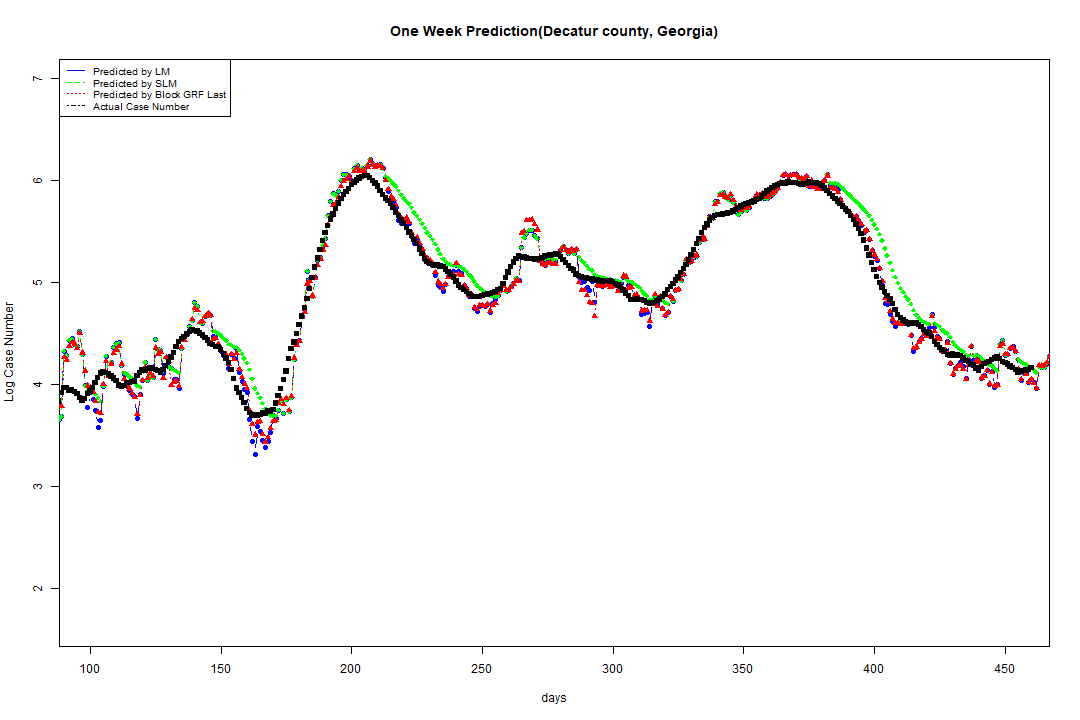 One Week Prediction(Decatur county, Georgia)
Predicted by LM
Predicted by SLM
Predicted by Block GRF Last
Actual Case Number
7
6
5
4
3
2
Log Case Number
100 150 200 250 300 350 400 450
days